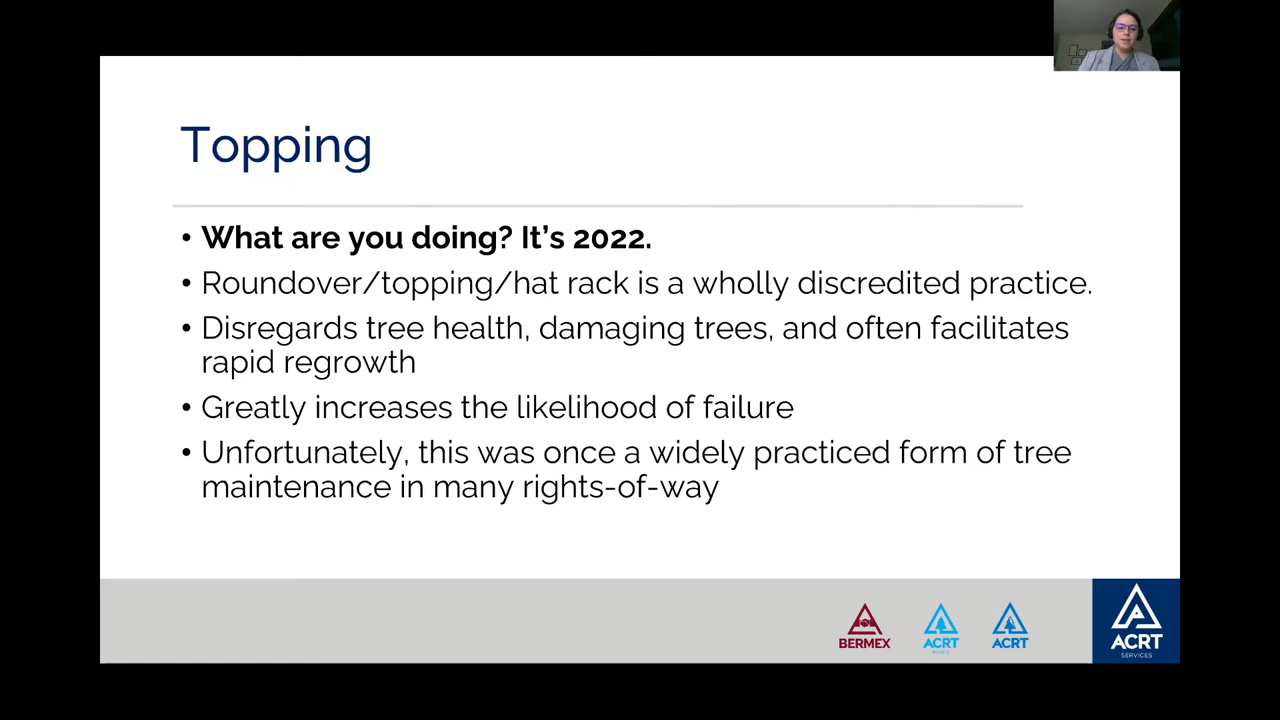 Topping
• What are you doing? It’s 2022.
• Roundover/topping/hat rack is a wholly discredited practice.
• Disregards tree health, damaging trees, and often facilitates
rapid regrowth
• Greatly increases the likelihood of failure
• Unfortunately, this was once a widely practiced form of tree
maintenance in many rights-of-way
BERMEX
ACRT
ACRT
ACRT
SERVICES